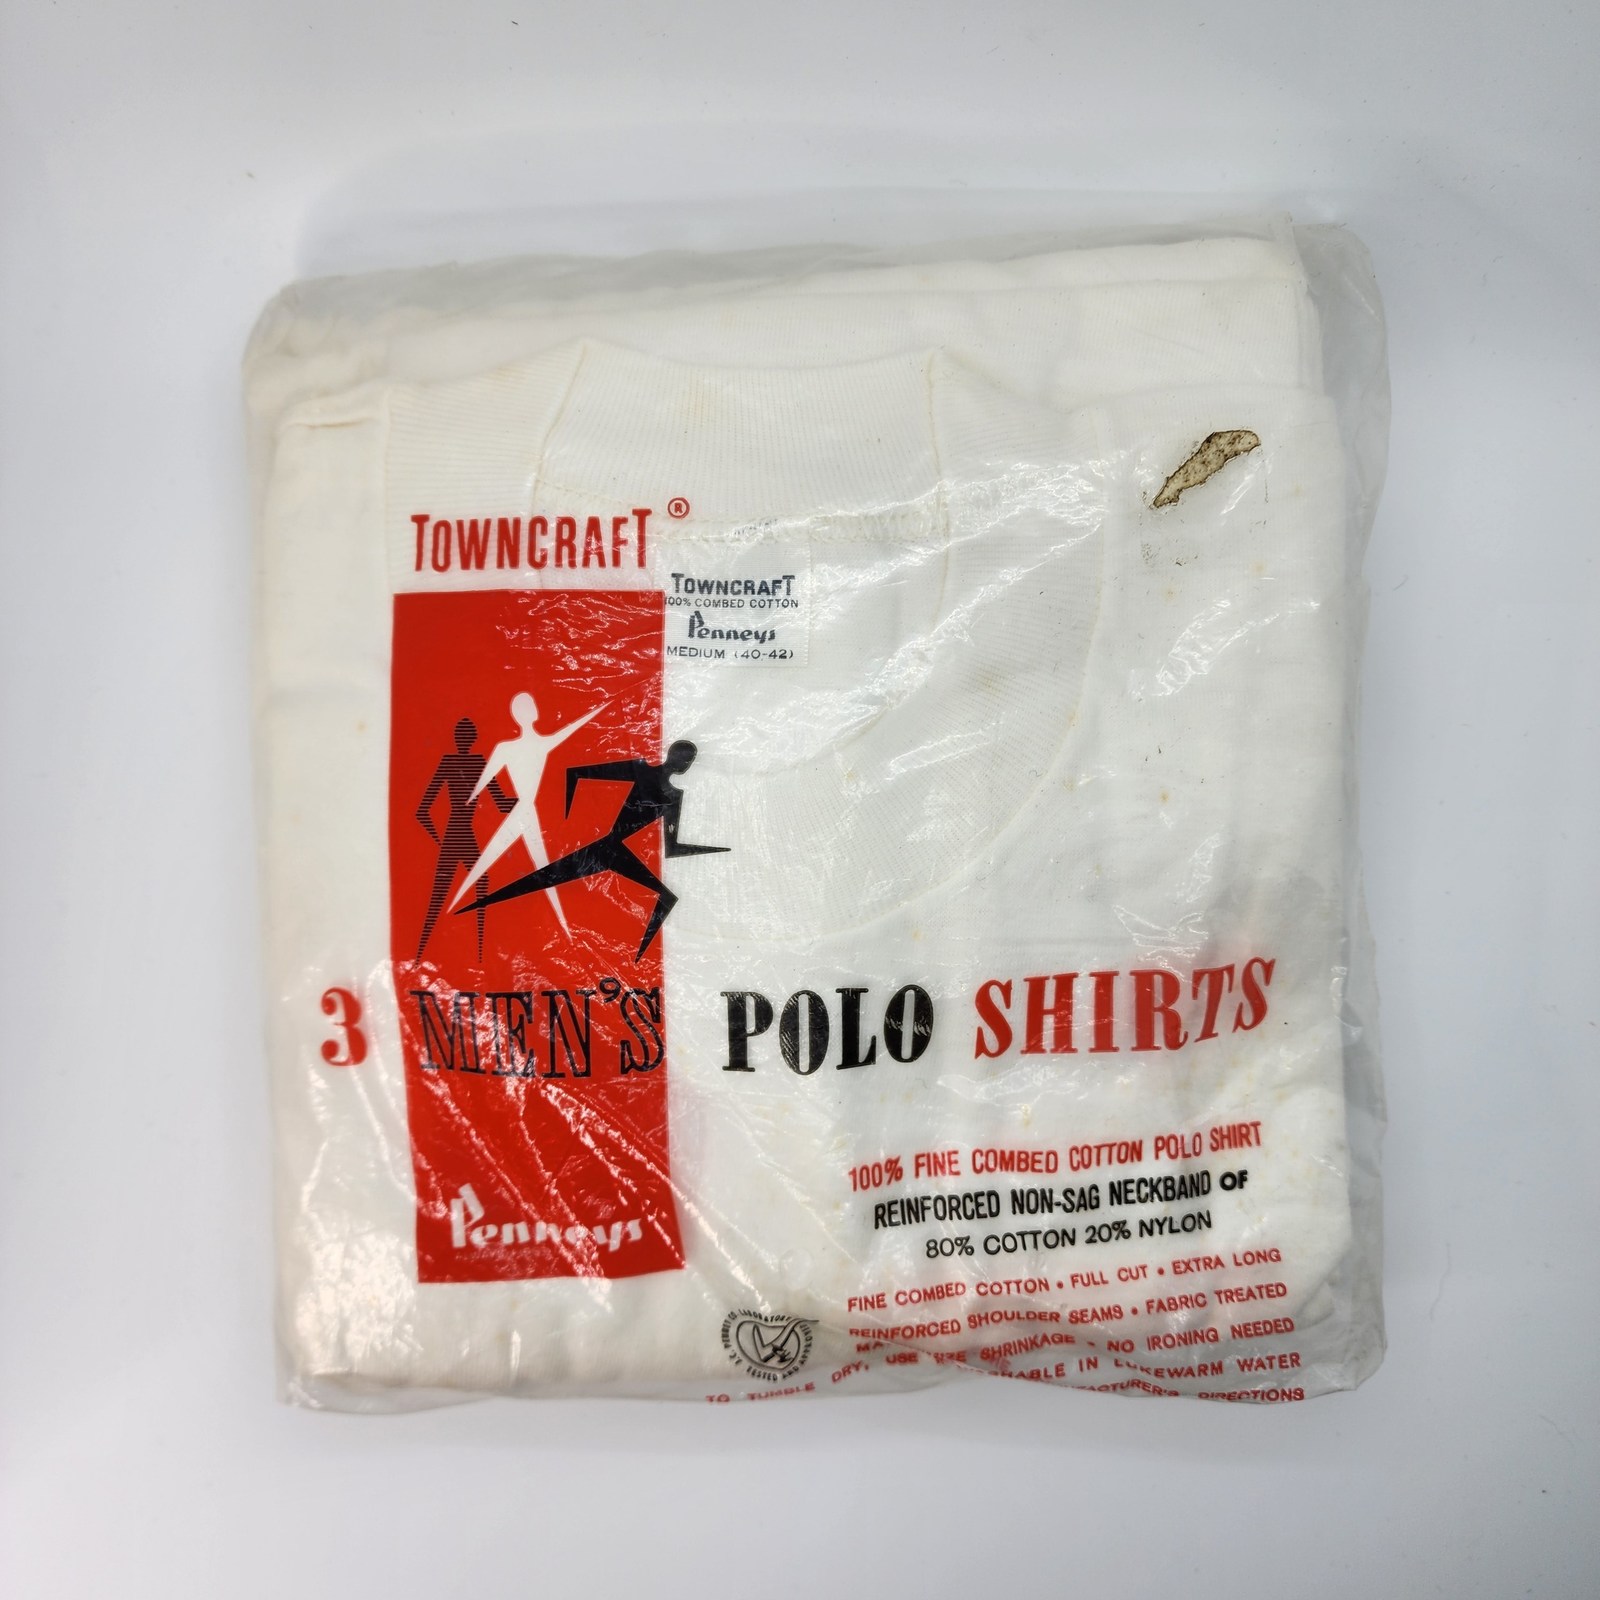 TOWNCRAFT ®
TOWNCRAFT
100% COMBED COTTON
Penneys
MEDIUM (40-42)
3 MEN'S POLO SHIRTS
100% FINE COMBED COTTON POLO SHIRT
REINFORCED NON-SAG NECKBAND OF
80% COTTON 20% NYLON
Penneys
FINE COMBED COTTON • FULL CUT • EXTRA LONG
REINFORCED SHOULDER SEAMS • FABRIC TREATED
SHRINKAGE • NO IRONING NEEDED
IN LUKEWARM WATER
TO TUMBLE DRY, USE DIRECTIONS
TESTED AND